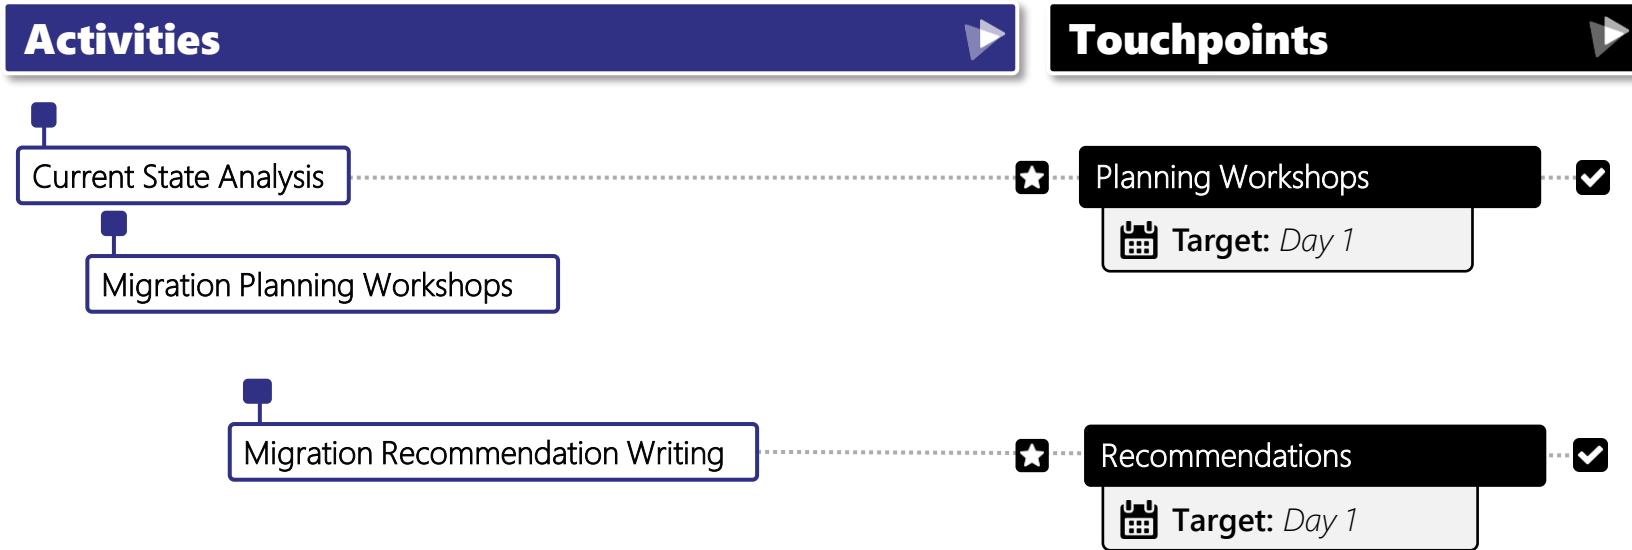 Activities
Touchpoints
Current State Analysis
Planning Workshops
Target: Day 1
Migration Planning Workshops
Migration Recommendation Writing
Recommendations
Target: Day 1